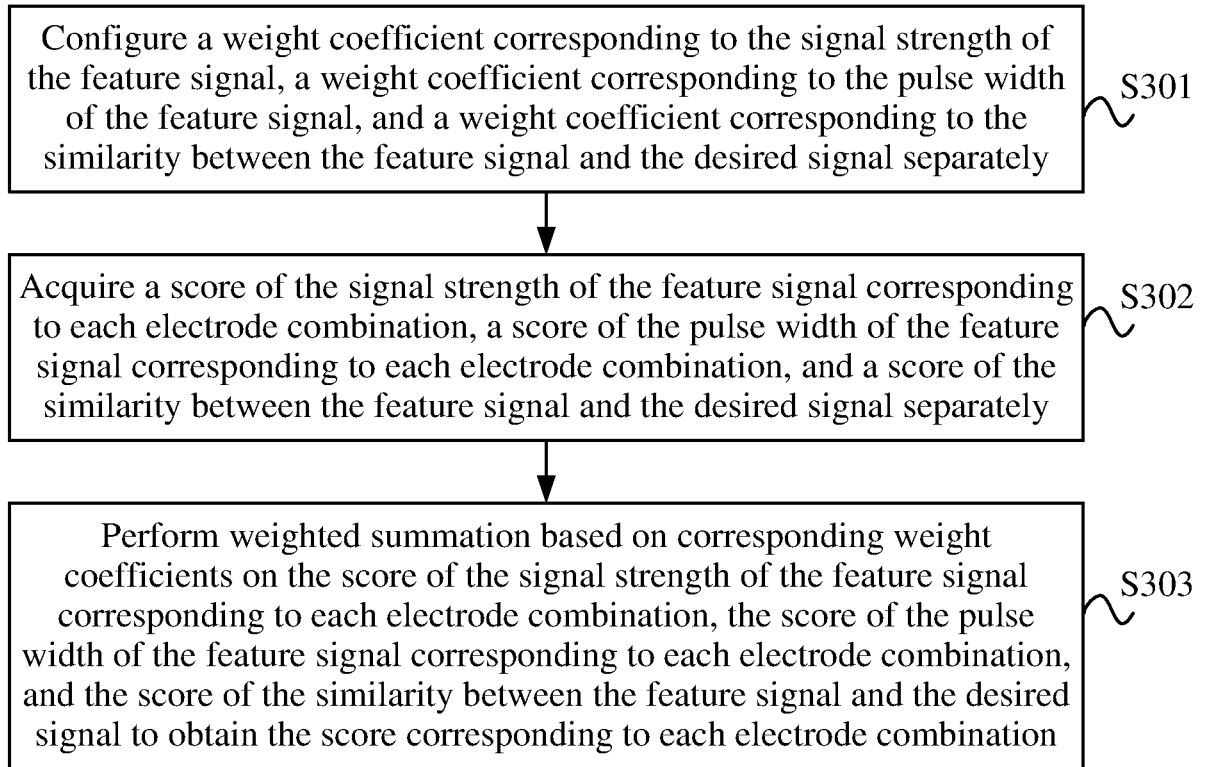 Configure a weight coefficient corresponding to the signal strength of
the feature signal, a weight coefficient corresponding to the pulse width
of the feature signal, and a weight coefficient corresponding to the
similarity between the feature signal and the desired signal separately
S301
Acquire a score of the signal strength of the feature signal corresponding
to each electrode combination, a score of the pulse width of the feature
signal corresponding to each electrode combination, and a score of the
similarity between the feature signal and the desired signal separately
S302
Perform weighted summation based on corresponding weight
coefficients on the score of the signal strength of the feature signal
corresponding to each electrode combination, the score of the pulse
width of the feature signal corresponding to each electrode combination,
and the score of the similarity between the feature signal and the desired
signal to obtain the score corresponding to each electrode combination
S303